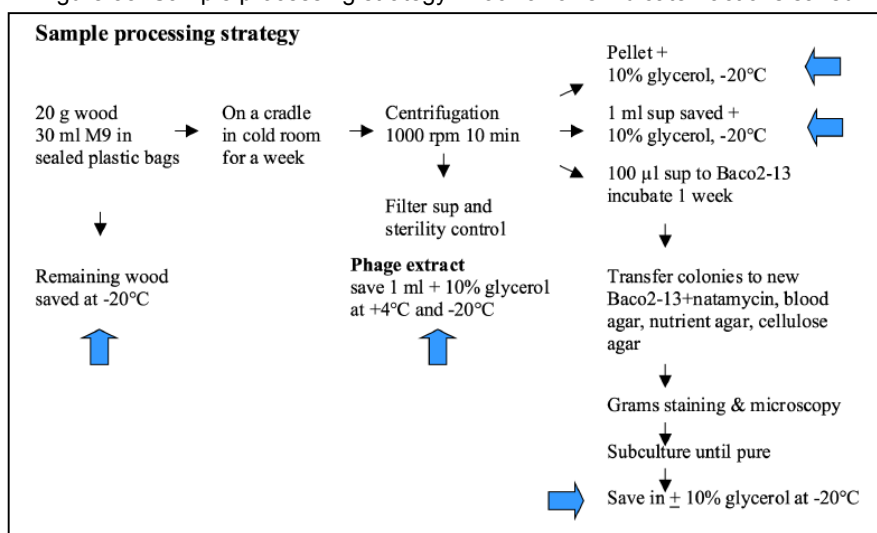 Sample processing strategy
20 g wood
30 ml M9 in
sealed plastic bags
On a cradle
in cold room
for a week
Centrifugation
1000 rpm 10 min
Pellet +
10% glycerol, -20°C
1 ml sup saved +
10% glycerol, -20°C
100 µl sup to Baco2-13
incubate 1 week
Remaining wood
saved at -20°C
Filter sup and
sterility control
Phage extract
save 1 ml + 10% glycerol
at +4°C and -20°C
Transfer colonies to new
Baco2-13+natamycin, blood
agar, nutrient agar, cellulose
agar
Grams staining & microscopy
Subculture until pure
Save in ± 10% glycerol at -20°C